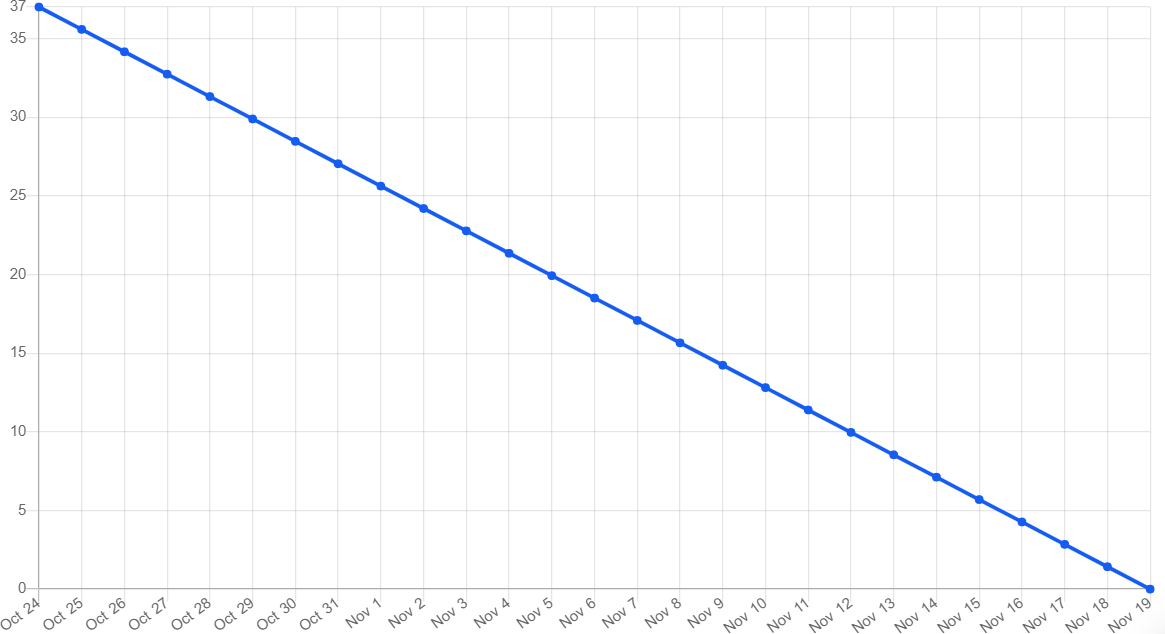 37
35
30
25
20
15
10
5
0
Oct 24
Oct 25
Oct 26
Oct 27
Oct 28
Oct 29
Oct 30
Oct 31
Nov 1
Nov 2
Nov 3
Nov 4
Nov 5
Nov 6
Nov 7
Nov 8
Nov 9
Nov 10
Nov 11
Nov 12
Nov 13
Nov 14
Nov 15
Nov 16
Nov 17
Nov 18
Nov 19